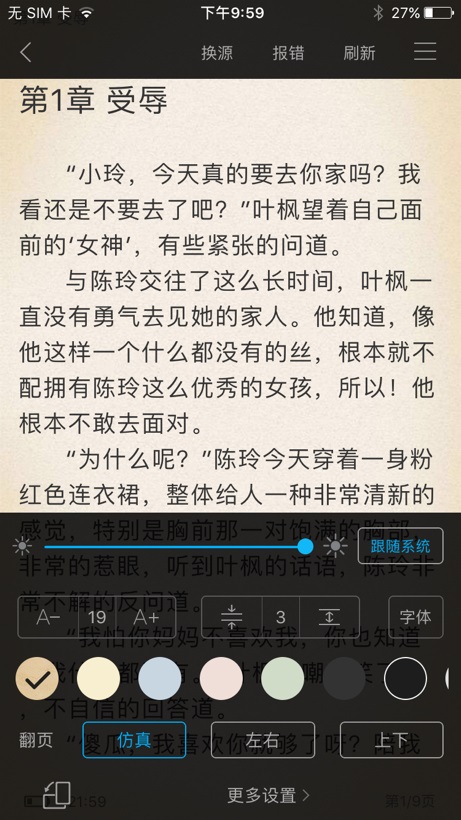 无 SIM 卡 下午9:59 27%
换源 报错 刷新
第1章 受辱
“小玲，今天真的要去你家吗？我
看还是不要去了吧？”叶枫望着自己面
前的‘女神’，有些紧张的问道。
与陈玲交往了这么长时间，叶枫一
直没有勇气去见她的家人。他知道，像
他这样一个什么都没有的丝，根本就不
配拥有陈玲这么优秀的女孩，所以！他
根本不敢去面对。
“为什么呢？”陈玲今天穿着一身粉
红色连衣裙，整体给人一种非常清新的
感觉，特别是胸前那一对饱满的胸部，
跟随系统
非常的惹眼，听到叶枫的话语，陈玲非
常不解的反问道。
A- 19 A+ 3 字体
“我怕你妈妈不喜欢我，你也知道
，不自信的回答道。
翻页 仿真 左右 上下
“傻瓜，我喜欢你就够了呀？陪我
更多设置
21:59 第1/9页